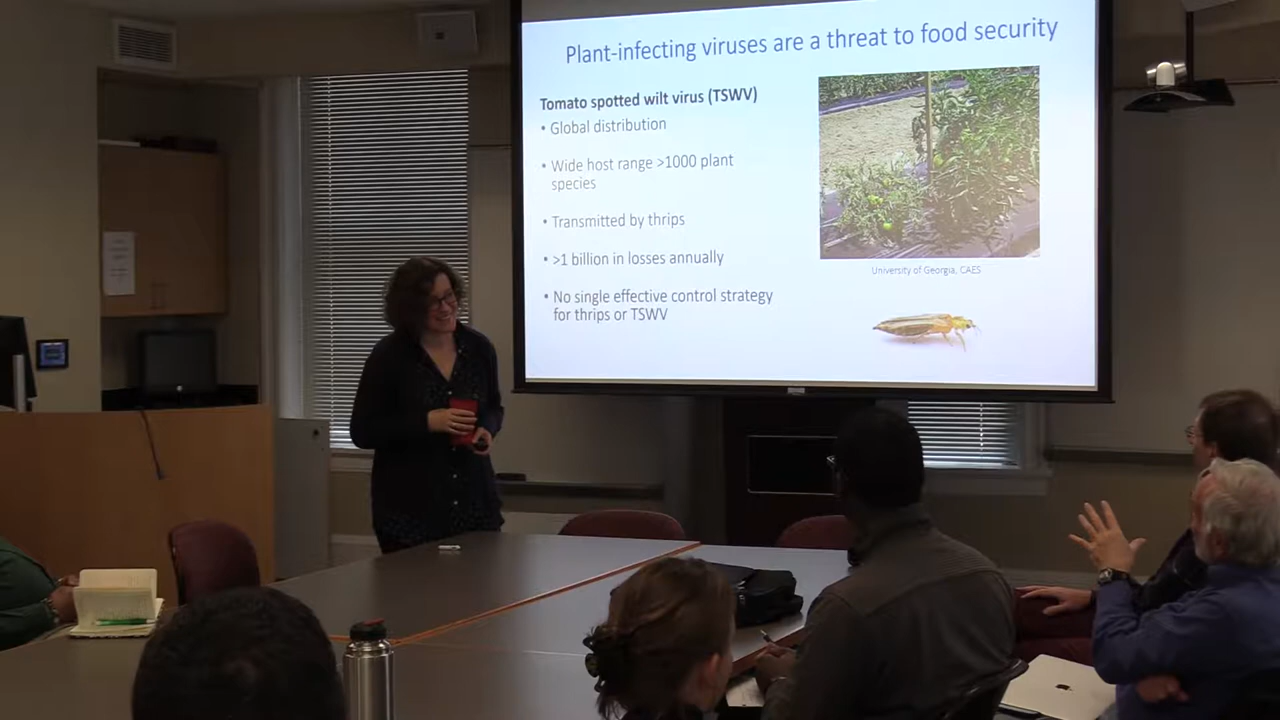 Plant-infecting viruses are a threat to food security
Tomato spotted wilt virus (TSWV)
• Global distribution
• Wide host range >1000 plant
species
• Transmitted by thrips
• >1 billion in losses annually
• No single effective control strategy
for thrips or TSWV
University of Georgia, CAES